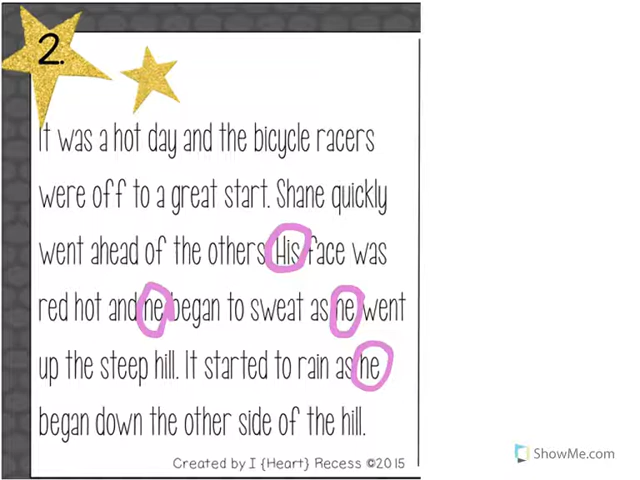 2.
It was a hot day and the bicycle racers
were off to a great start. Shane quickly
went ahead of the others. His face was
red hot and he began to sweat as he went
up the steep hill. It started to rain as he
began down the other side of the hill.
Created by I {Heart} Recess ©2015
ShowMe.com